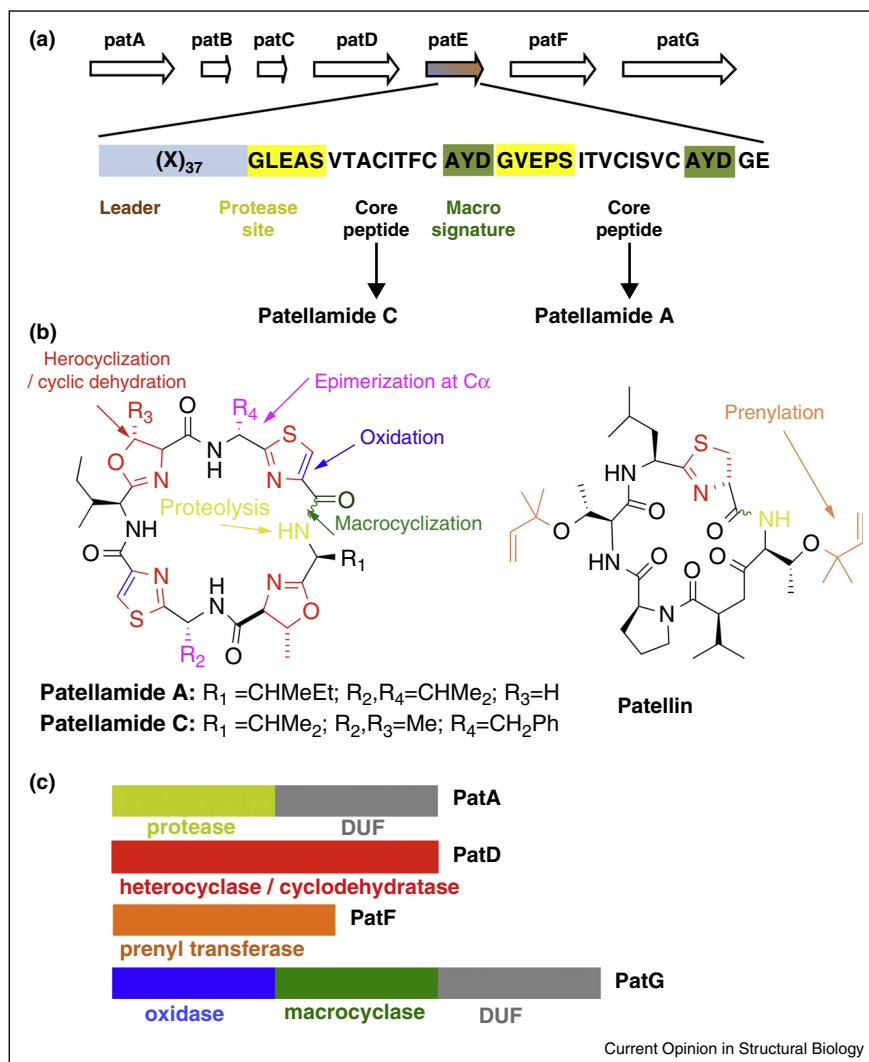 (a)
patA patB patC patD patE patF patG
(X)37 GLEAS VTACITFC AYD GVEPS ITVCISVC AYD GE
Leader Protease site Core peptide Macro signature Core peptide
Patellamide C Patellamide A
(b)
Herocyclization / cyclic dehydration
Epimerization at Cα
Oxidation
Proteolysis
Macrocyclization
R3 O N O N H R4 S N O HN R1 N O O N H R2 S N O NH
Prenylation
S N N H O O O N H O N O O O NH O
Patellamide A: R1 =CHMeEt; R2,R4=CHMe2; R3=H
Patellamide C: R1 =CHMe2; R2,R3=Me; R4=CH2Ph
Patellin
(c)
PatA
protease DUF
PatD
heterocyclase / cyclodehydratase
PatF
prenyl transferase
PatG
oxidase macrocyclase DUF
Current Opinion in Structural Biology